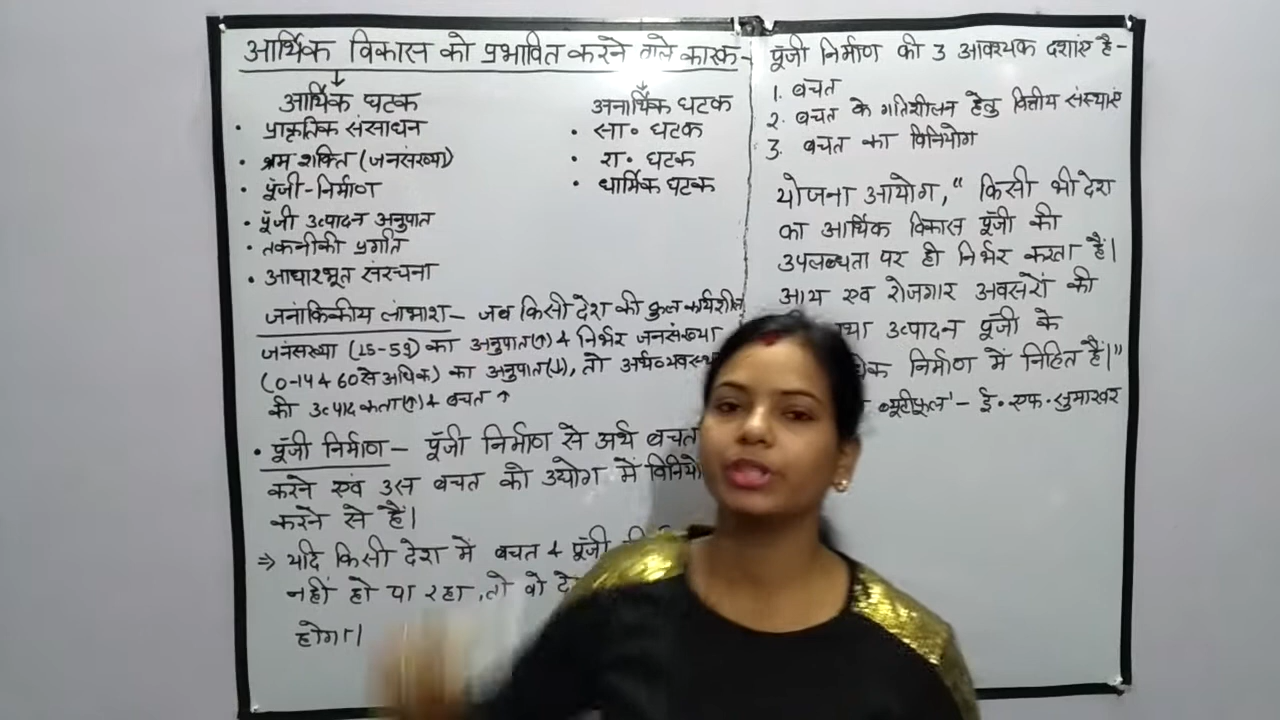 आर्थिक विकास को प्रभावित करने वाले कारक-
आर्थिक घटक
• प्राकृतिक संसाधन
• श्रम शक्ति (जनसंख्या)
• पूँजी-निर्माण
• पूँजी उत्पादन अनुपात
• तकनीकी प्रगति
• आधारभूत संरचना
अनार्थिक घटक
• सा॰ घटक
• रा॰ घटक
• धार्मिक घटक
जनांकिकीय लाभांश - जब किसी देश की कुल कार्यशील
जनसंख्या (15-59) का अनुपात(↑) & निर्भर जनसंख्या
(0-14 & 60 से अधिक) का अनुपात(↓), तो अर्थव्यवस्था
की उत्पादकता(↑) & बचत ↑
• पूँजी निर्माण - पूँजी निर्माण से अर्थ बचत
करने एवं उस बचत को उद्योग में
करने से है।
⇒ यदि किसी देश में बचत & पूँजी
नहीं हो पा रहा, तो वो
होगा।
पूँजी निर्माण की 3 आवश्यक दशाएं है-
1. बचत
2. बचत के गतिशीलन हेतु वित्तीय संस्थाएं
3. बचत का विनियोग
योजना आयोग, "किसी भी देश
का आर्थिक विकास पूँजी की
उपलब्धता पर ही निर्भर करता है।
आय एवं रोजगार अवसरों की
उत्पादन पूँजी के
निर्माण में निहित है।"
ब्यूटीफुल' - ई॰ एफ॰ सुमाखर